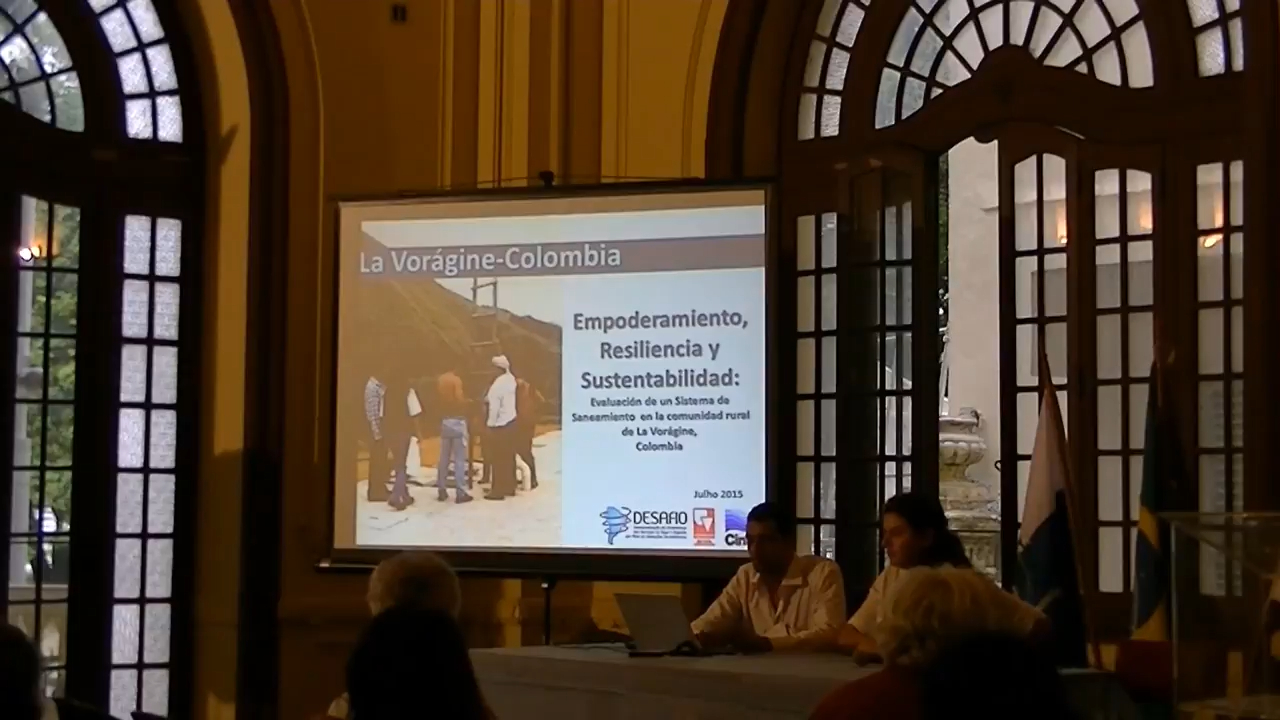 La Vorágine-Colombia
Empoderamiento,
Resiliencia y
Sustentabilidad:
Evaluación de un Sistema de
Saneamiento en la comunidad rural
de La Vorágine,
Colombia
Julho 2015
DESAFIO